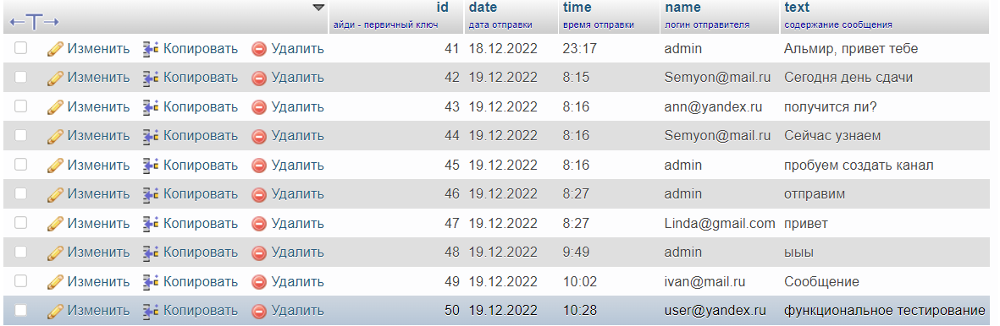 id date time name text
айди - первичный ключ дата отправки время отправки логин отправителя содержание сообщения
Изменить Копировать Удалить 41 18.12.2022 23:17 admin Альмир, привет тебе
Изменить Копировать Удалить 42 19.12.2022 8:15 Semyon@mail.ru Сегодня день сдачи
Изменить Копировать Удалить 43 19.12.2022 8:16 ann@yandex.ru получится ли?
Изменить Копировать Удалить 44 19.12.2022 8:16 Semyon@mail.ru Сейчас узнаем
Изменить Копировать Удалить 45 19.12.2022 8:16 admin пробуем создать канал
Изменить Копировать Удалить 46 19.12.2022 8:27 admin отправим
Изменить Копировать Удалить 47 19.12.2022 8:27 Linda@gmail.com привет
Изменить Копировать Удалить 48 19.12.2022 9:49 admin ыыы
Изменить Копировать Удалить 49 19.12.2022 10:02 ivan@mail.ru Сообщение
Изменить Копировать Удалить 50 19.12.2022 10:28 user@yandex.ru функциональное тестирование